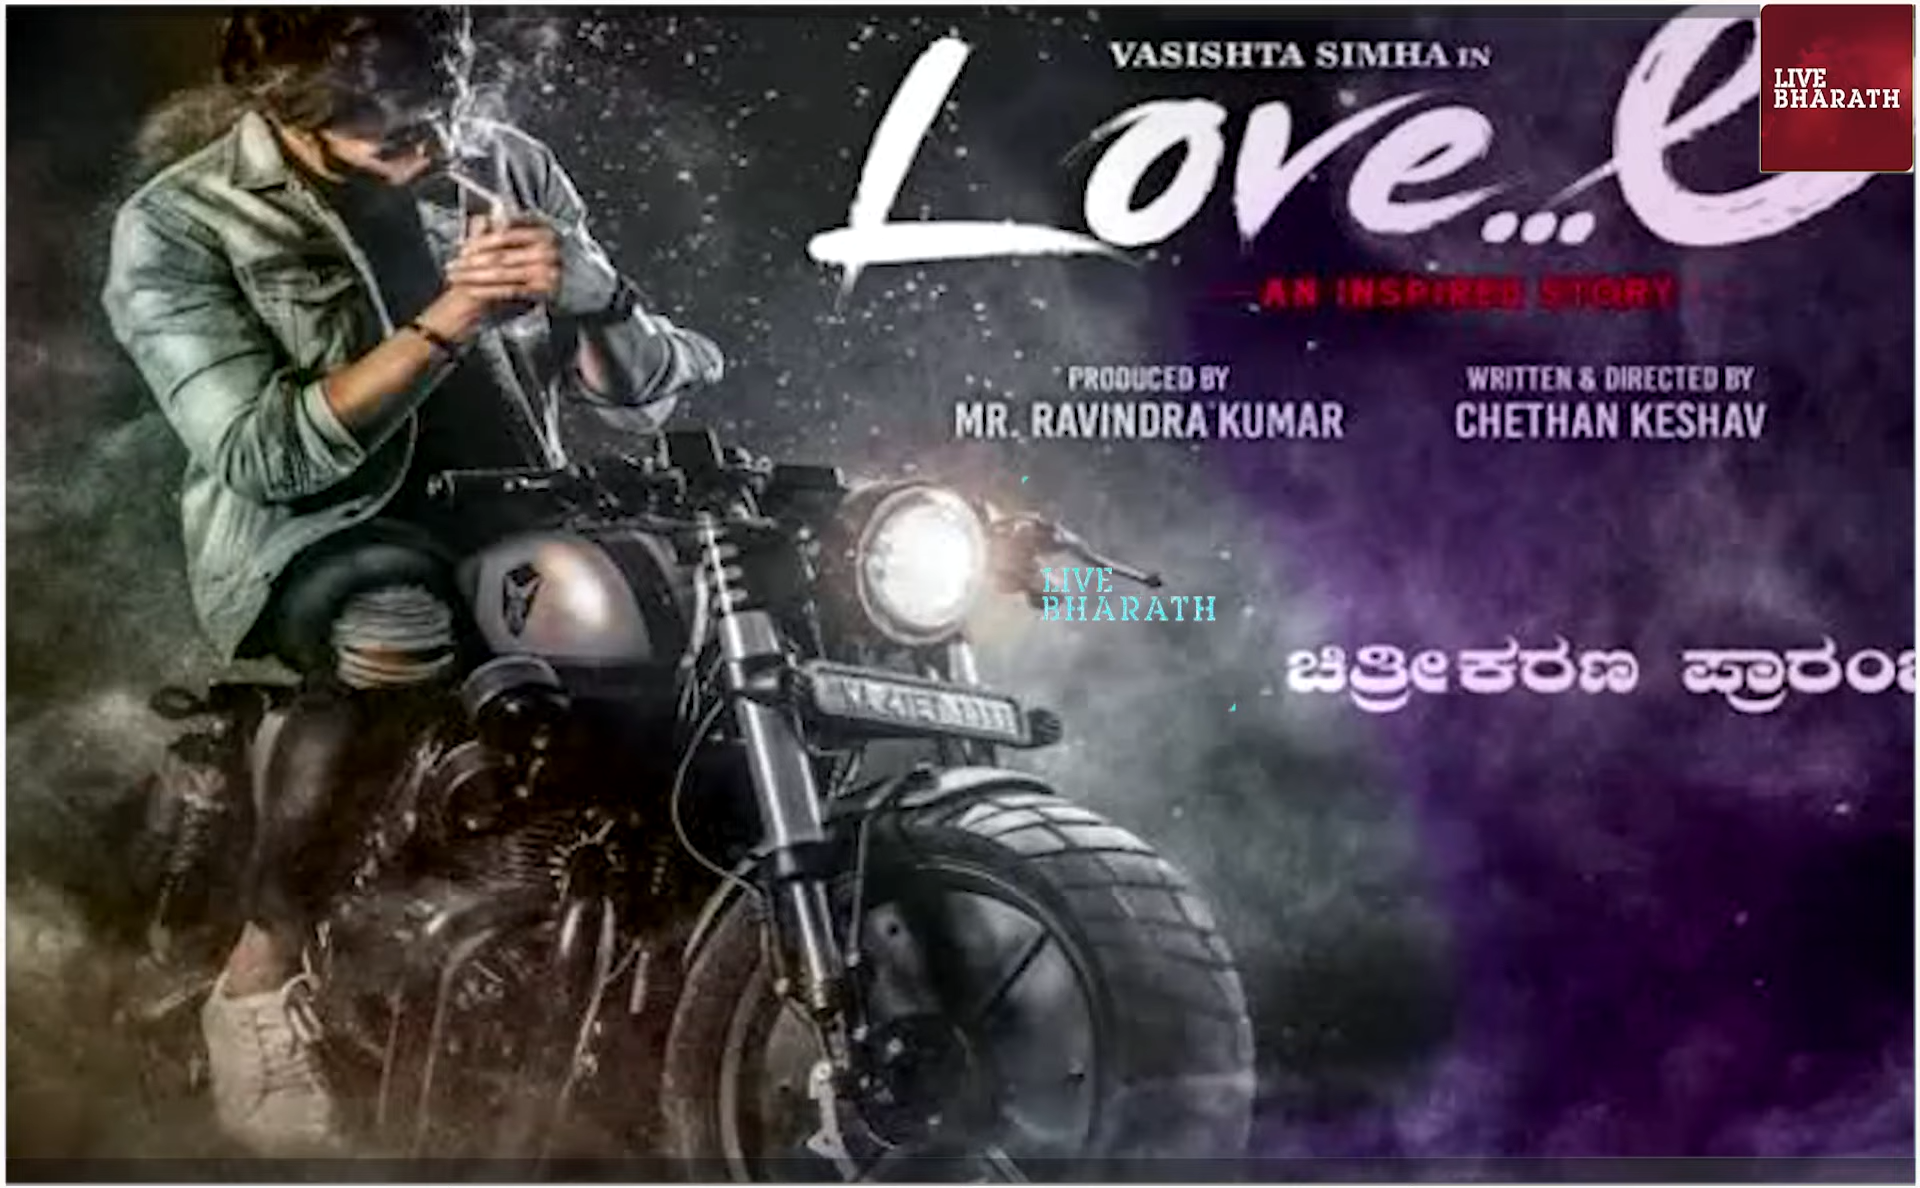 VASISHTA SIMHA IN
Love...
LIVE
BHARATH
AN INSPIRED STORY
PRODUCED BY
MR. RAVINDRA KUMAR
WRITTEN & DIRECTED BY
CHETHAN KESHAV
LIVE
BHARATH
ಚಿತ್ರೀಕರಣ